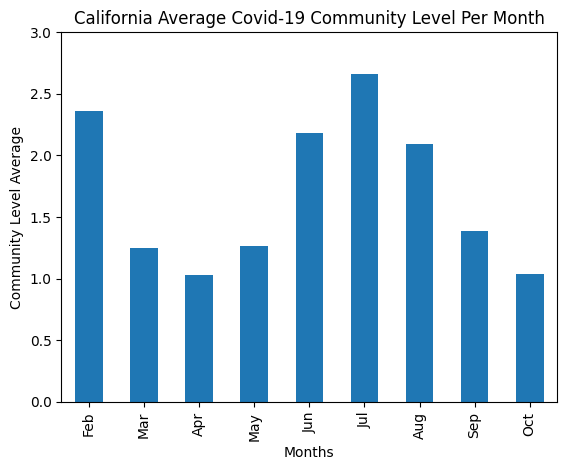 California Average Covid-19 Community Level Per Month
3.0
2.5
2.0
1.5
1.0
0.5
0.0
Community Level Average
Feb
Mar
Apr
May
Jun
Jul
Aug
Sep
Oct
Months